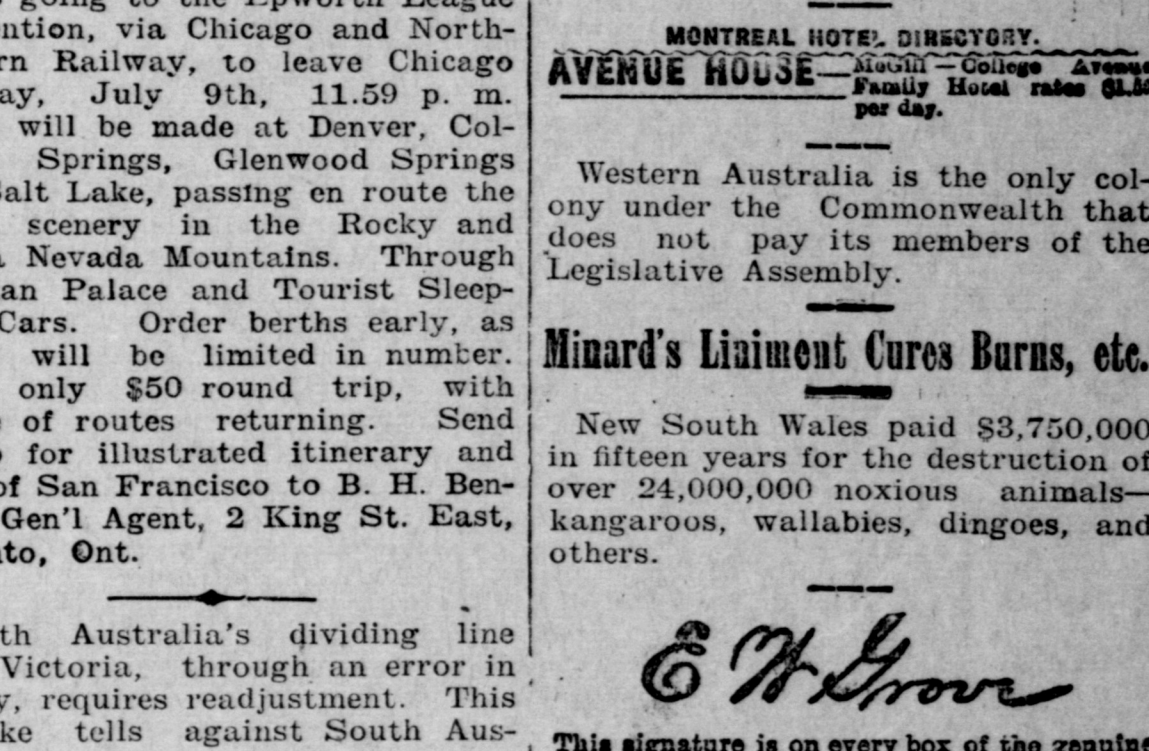 going to the Epworth League
ntion, via Chicago and North-
rn Railway, to leave Chicago
ay, July 9th, 11.59 p. m.
will be made at Denver, Col-
Springs, Glenwood Springs
alt Lake, passing en route the
scenery in the Rocky and
Nevada Mountains. Through
an Palace and Tourist Sleep-
Cars. Order berths early, as
will be limited in number.
only $50 round trip, with
of routes returning. Send
for illustrated itinerary and
of San Francisco to B. H. Ben-
Gen'l Agent, 2 King St. East,
to, Ont.
th Australia's dividing line
Victoria, through an error in
y, requires readjustment. This
ke tells against South Aus-
MONTREAL HOTEL DIRECTORY.
AVENUE HOUSE—McGill—College Avenue
Family Hotel rates $1.50
per day.
Western Australia is the only col-
ony under the Commonwealth that
does not pay its members of the
Legislative Assembly.
Minard's Liniment Cures Burns, etc.
New South Wales paid $3,750,000
in fifteen years for the destruction of
over 24,000,000 noxious animals—
kangaroos, wallabies, dingoes, and
others.
E W Grove
This signature is on every box of the genuine